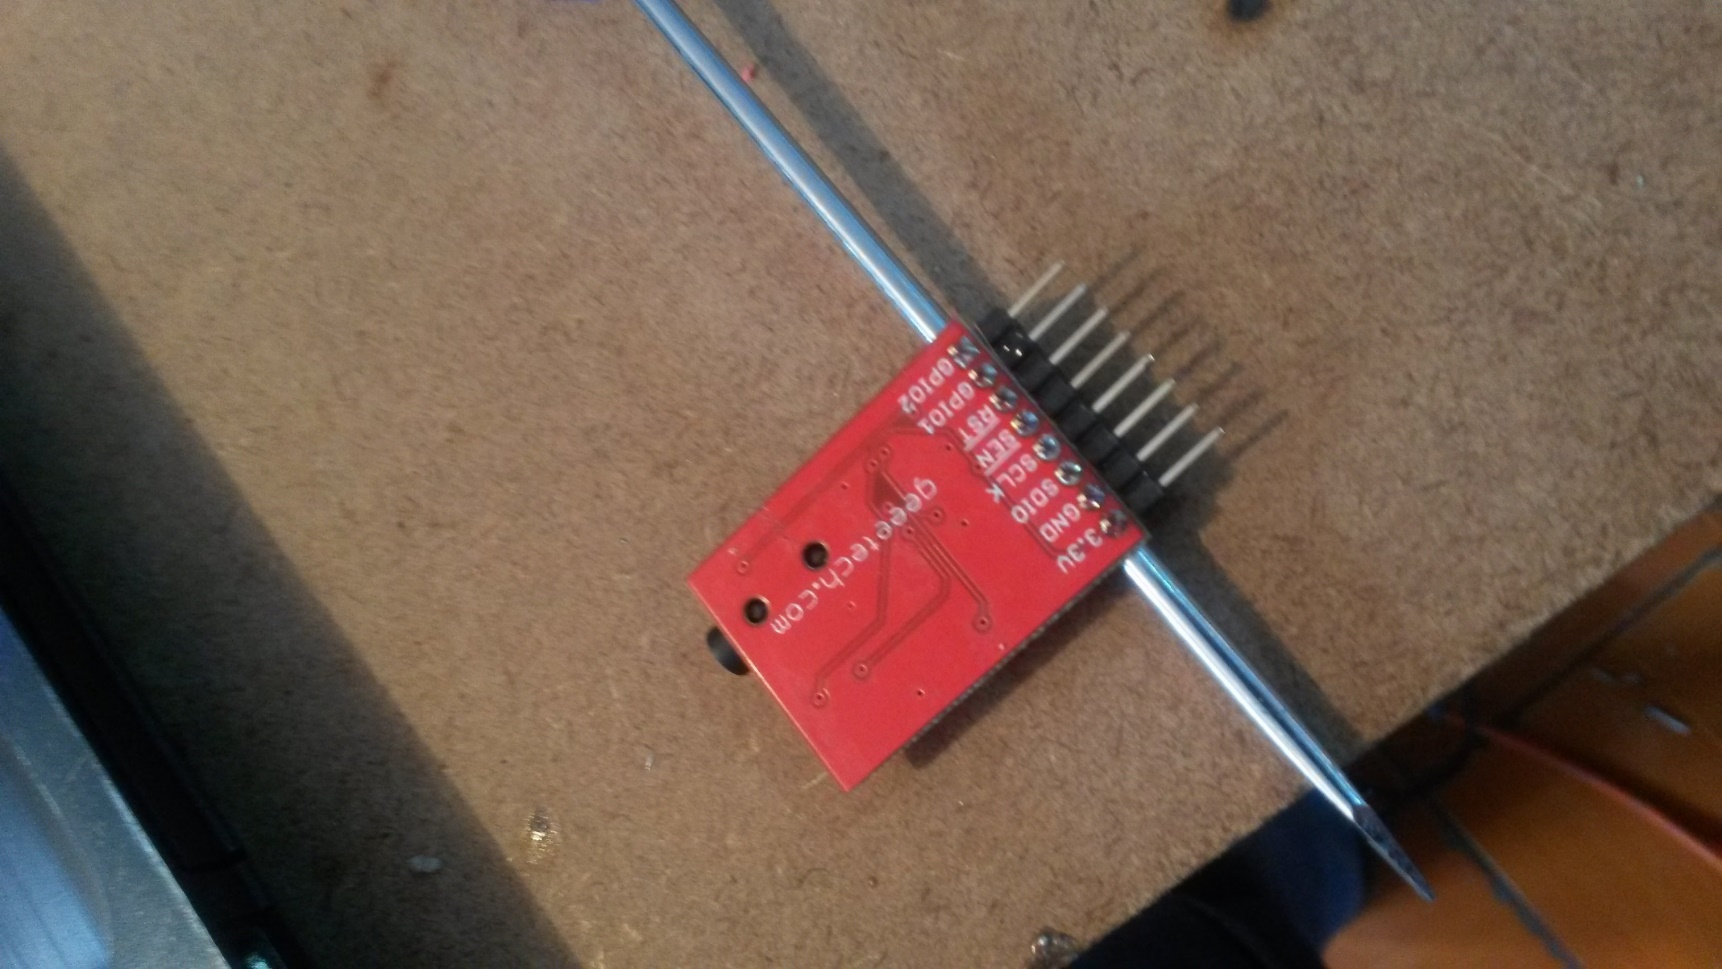 GPIO2
GPIO1
RST
SEN
SCLK
SDIO
GND
3.3V
geeetech.com